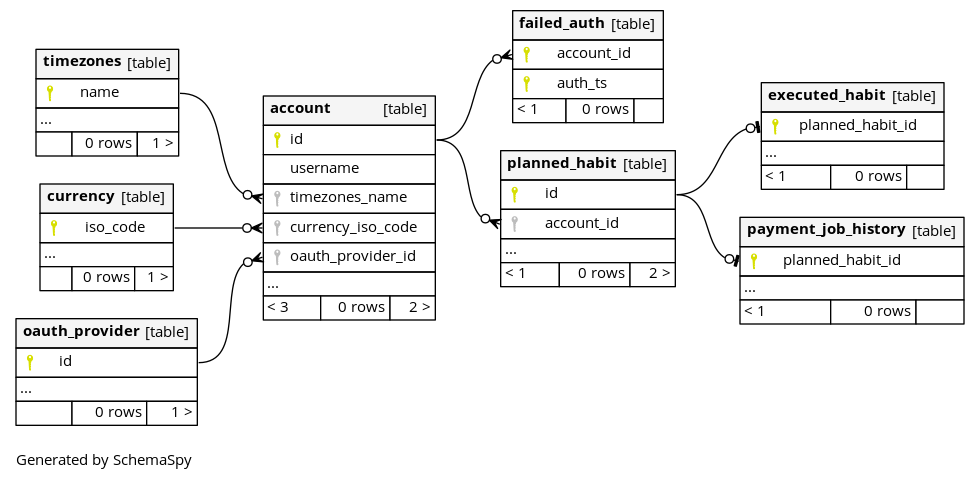 timezones [table]
name
...
0 rows 1 >
currency [table]
iso_code
...
0 rows 1 >
oauth_provider [table]
id
...
0 rows 1 >
account [table]
id
username
timezones_name
currency_iso_code
oauth_provider_id
...
< 3 0 rows 2 >
failed_auth [table]
account_id
auth_ts
< 1 0 rows
planned_habit [table]
id
account_id
...
< 1 0 rows 2 >
executed_habit [table]
planned_habit_id
...
< 1 0 rows
payment_job_history [table]
planned_habit_id
...
< 1 0 rows
Generated by SchemaSpy